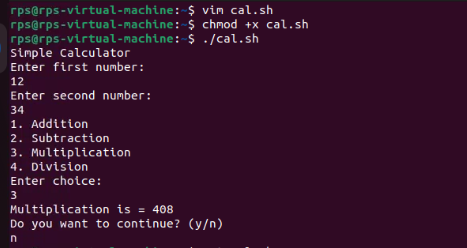 rps@rps-virtual-machine:~$ vim cal.sh
rps@rps-virtual-machine:~$ chmod +x cal.sh
rps@rps-virtual-machine:~$ ./cal.sh
Simple Calculator
Enter first number:
12
Enter second number:
34
1. Addition
2. Subtraction
3. Multiplication
4. Division
Enter choice:
3
Multiplication is = 408
Do you want to continue? (y/n)
n